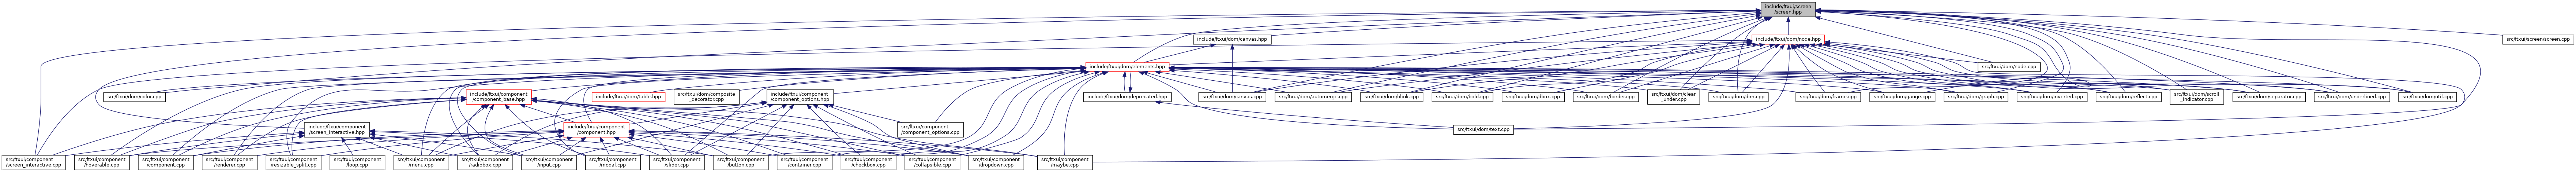 include/ftxui/screen
/screen.hpp
include/ftxui/dom/canvas.hpp
include/ftxui/dom/node.hpp
src/ftxui/screen/screen.cpp
include/ftxui/dom/elements.hpp
src/ftxui/dom/node.cpp
src/ftxui/dom/color.cpp
include/ftxui/component
/component_base.hpp
include/ftxui/dom/table.hpp
src/ftxui/dom/composite
_decorator.cpp
include/ftxui/component
/component_options.hpp
include/ftxui/dom/deprecated.hpp
src/ftxui/dom/canvas.cpp
src/ftxui/dom/automerge.cpp
src/ftxui/dom/blink.cpp
src/ftxui/dom/bold.cpp
src/ftxui/dom/dbox.cpp
src/ftxui/dom/border.cpp
src/ftxui/dom/clear
_under.cpp
src/ftxui/dom/dim.cpp
src/ftxui/dom/frame.cpp
src/ftxui/dom/gauge.cpp
src/ftxui/dom/graph.cpp
src/ftxui/dom/inverted.cpp
src/ftxui/dom/reflect.cpp
src/ftxui/dom/scroll
_indicator.cpp
src/ftxui/dom/separator.cpp
src/ftxui/dom/underlined.cpp
src/ftxui/dom/util.cpp
include/ftxui/component
/screen_interactive.hpp
include/ftxui/component
/component.hpp
src/ftxui/component
/component_options.cpp
src/ftxui/dom/text.cpp
src/ftxui/component
/screen_interactive.cpp
src/ftxui/component
/hoverable.cpp
src/ftxui/component
/component.cpp
src/ftxui/component
/renderer.cpp
src/ftxui/component
/resizable_split.cpp
src/ftxui/component
/loop.cpp
src/ftxui/component
/menu.cpp
src/ftxui/component
/radiobox.cpp
src/ftxui/component
/input.cpp
src/ftxui/component
/modal.cpp
src/ftxui/component
/slider.cpp
src/ftxui/component
/button.cpp
src/ftxui/component
/container.cpp
src/ftxui/component
/checkbox.cpp
src/ftxui/component
/collapsible.cpp
src/ftxui/component
/dropdown.cpp
src/ftxui/component
/maybe.cpp